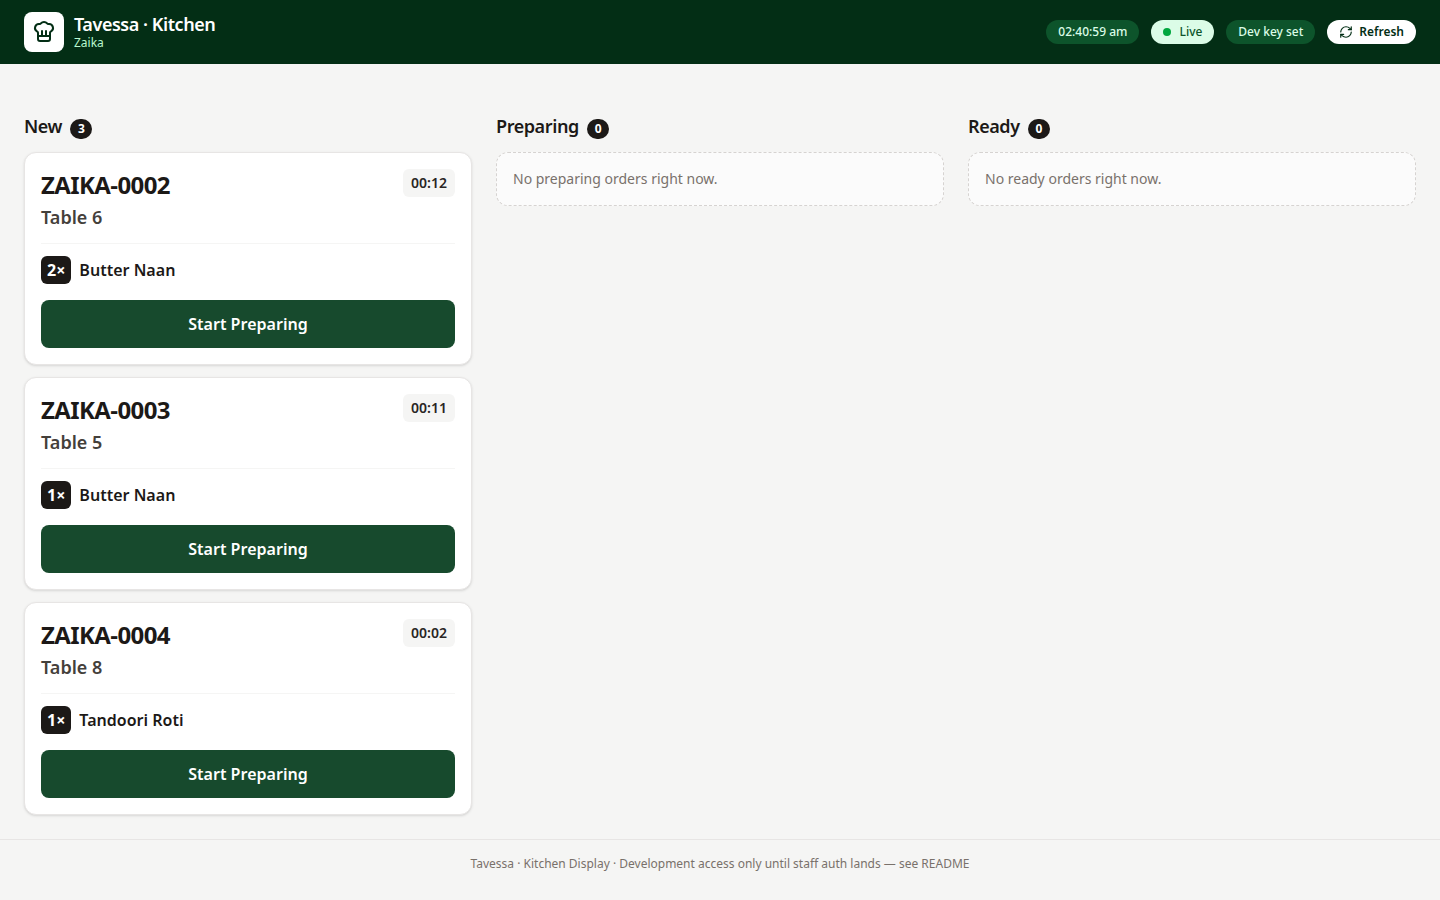 Tavessa · Kitchen
Zaika
02:40:59 am
Live
Dev key set
Refresh
New 3
ZAIKA-0002
00:12
Table 6
2× Butter Naan
Start Preparing
ZAIKA-0003
00:11
Table 5
1× Butter Naan
Start Preparing
ZAIKA-0004
00:02
Table 8
1× Tandoori Roti
Start Preparing
Preparing 0
No preparing orders right now.
Ready 0
No ready orders right now.
Tavessa · Kitchen Display · Development access only until staff auth lands — see README